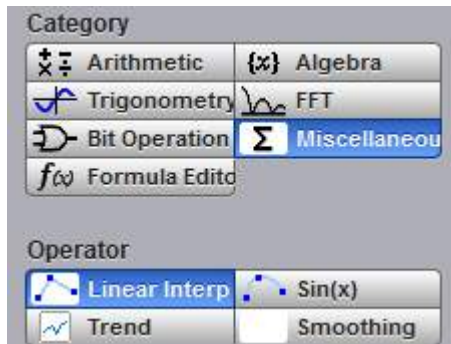 Category
Arithmetic {x} Algebra
Trigonometry FFT
Bit Operation Σ Miscellaneou
f(x) Formula Edito
Operator
Linear Interp Sin(x)
Trend Smoothing